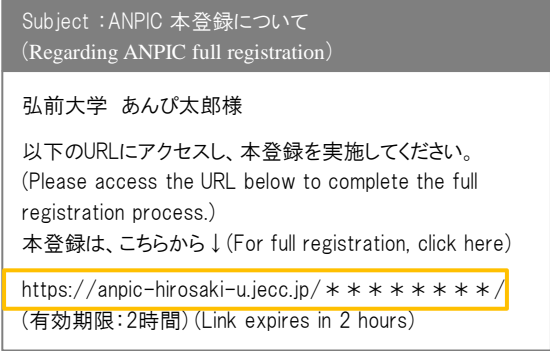 Subject：ANPIC 本登録について
（Regarding ANPIC full registration）
弘前大学 あんぴ太郎様
以下のURLにアクセスし、本登録を実施してください。
(Please access the URL below to complete the full
registration process.)
本登録は、こちらから↓(For full registration, click here)
https://anpic-hirosaki-u.jecc.jp/＊＊＊＊＊＊＊＊/
(有効期限：2時間) (Link expires in 2 hours)